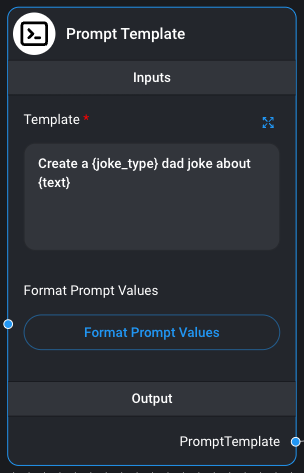 Prompt Template
Inputs
Template *
Create a {joke_type} dad joke about
{text}
Format Prompt Values
Format Prompt Values
Output
PromptTemplate